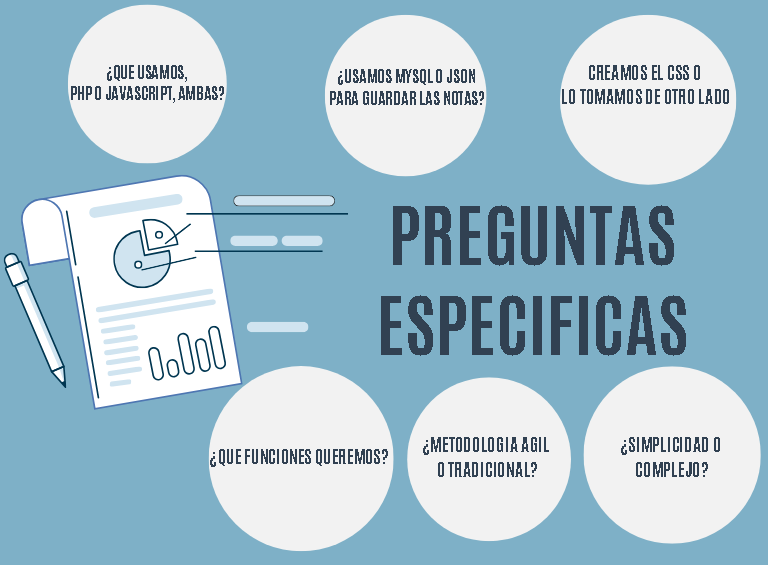 ¿QUE USAMOS,
PHP O JAVASCRIPT, AMBAS?
¿USAMOS MYSQL O JSON
PARA GUARDAR LAS NOTAS?
CREAMOS EL CSS O
LO TOMAMOS DE OTRO LADO
PREGUNTAS
ESPECIFICAS
¿QUE FUNCIONES QUEREMOS?
¿METODOLOGIA AGIL
O TRADICIONAL?
¿SIMPLICIDAD O
COMPLEJO?